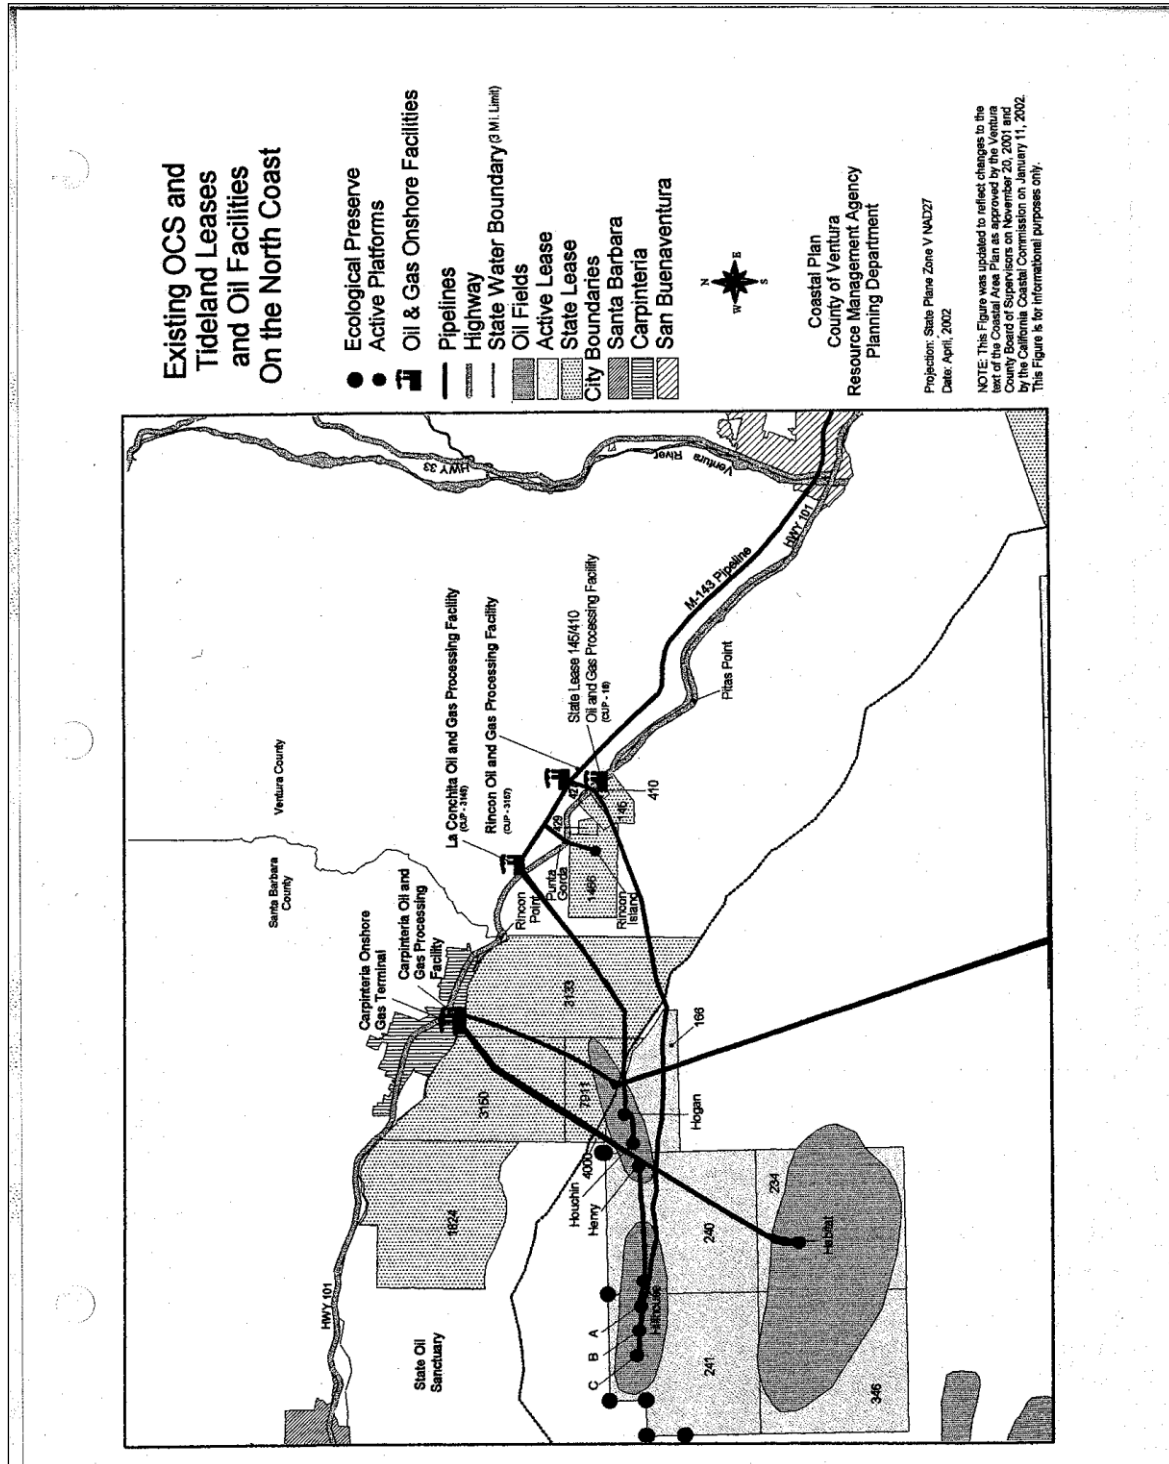 Existing OCS and
Tideland Leases
and Oil Facilities
On the North Coast
Ecological Preserve
Active Platforms
Oil & Gas Onshore Facilities
Pipelines
Highway
State Water Boundary (3 Mi. Limit)
Oil Fields
Active Lease
State Lease
City Boundaries
Santa Barbara
Carpinteria
San Buenaventura
N
E
S
W
Coastal Plan
County of Ventura
Resource Management Agency
Planning Department
Projection: State Plane Zone V NAD27
Date: April, 2002
NOTE: This Figure was updated to reflect changes to the
text of the Coastal Area Plan as approved by the Ventura
County Board of Supervisors on November 20, 2001 and
by the California Coastal Commission on January 11, 2002.
This Figure is for informational purposes only.
HWY 101
State Oil
Sanctuary
1824
Santa Barbara
County
Ventura County
Carpinteria Onshore
Gas Terminal
Carpinteria Oil and
Gas Processing
Facility
La Conchita Oil and Gas Processing Facility
(CUP - 3149)
Rincon Oil and Gas Processing Facility
(CUP - 3157)
State Lease 145/410
Oil and Gas Processing Facility
(CUP - 18)
HWY 33
Ventura
River
M-143 Pipeline
HWY 101
Pitas Point
Rincon
Point
Punta
Gorda
Rincon
Island
1466
429
427
145
410
3150
7911
3133
4000
166
Hogan
Houchin
Henry
Hillhouse
A
B
C
240
241
234
346
Habitat